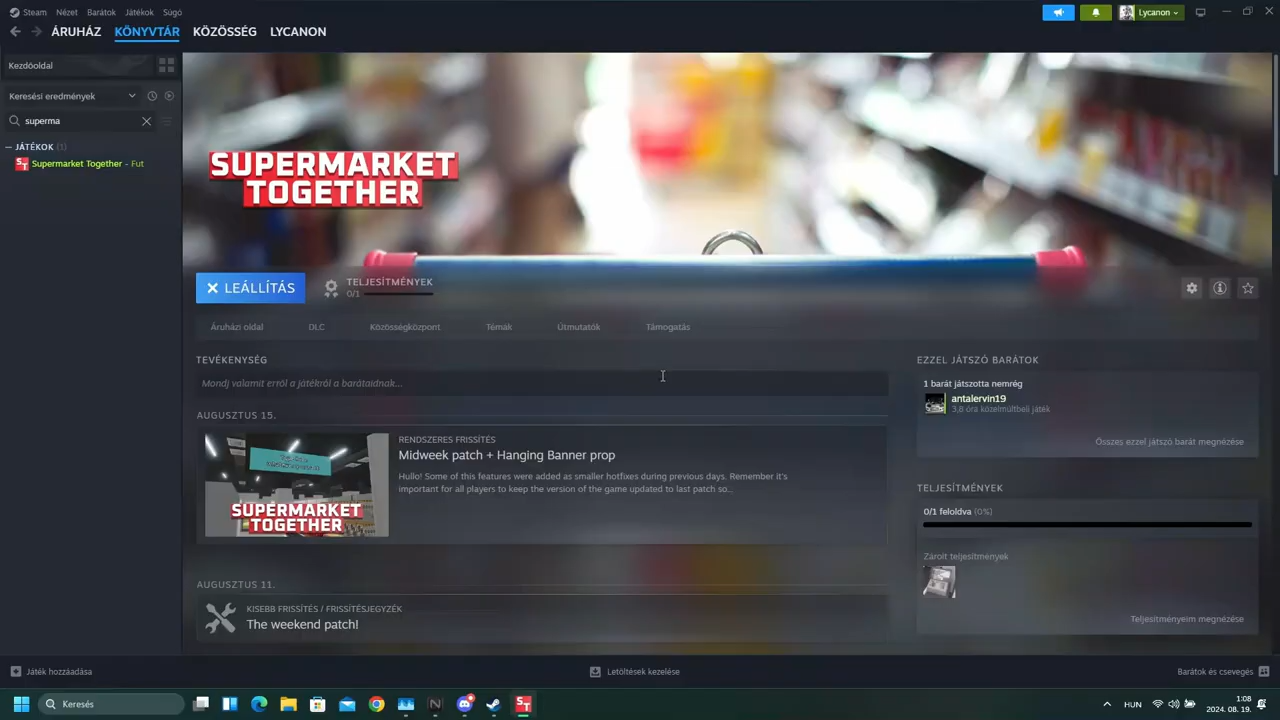 Steam Nézet Barátok Játékok Súgó
Lycanon
ÁRUHÁZ KÖNYVTÁR KÖZÖSSÉG LYCANON
Kezdőoldal
Keresési eredmények
superma
JÁTÉKOK (1)
Supermarket Together - Fut
SUPERMARKET
TOGETHER
LEÁLLÍTÁS
TELJESÍTMÉNYEK
0/1
Áruházi oldal DLC Közösségközpont Témák Útmutatók Támogatás
TEVÉKENYSÉG
Mondj valamit erről a játékról a barátaidnak...
AUGUSZTUS 15.
RENDSZERES FRISSÍTÉS
Midweek patch + Hanging Banner prop
Hullo! Some of this features were added as smaller hotfixes during previous days. Remember it's
important for all players to keep the version of the game updated to last patch so...
SUPERMARKET
TOGETHER
AUGUSZTUS 11.
KISEBB FRISSÍTÉS / FRISSÍTÉSJEGYZÉK
The weekend patch!
EZZEL JÁTSZÓ BARÁTOK
1 barát játszotta nemrég
antalervin19
3,8 óra közelmúltbeli játék
Összes ezzel játszó barát megnézése
TELJESÍTMÉNYEK
0/1 feloldva (0%)
Zárolt teljesítmények
Teljesítményeim megnézése
Játék hozzáadása
Letöltések kezelése
Barátok és csevegés
Keresés
HUN
1:08
2024. 08. 19.